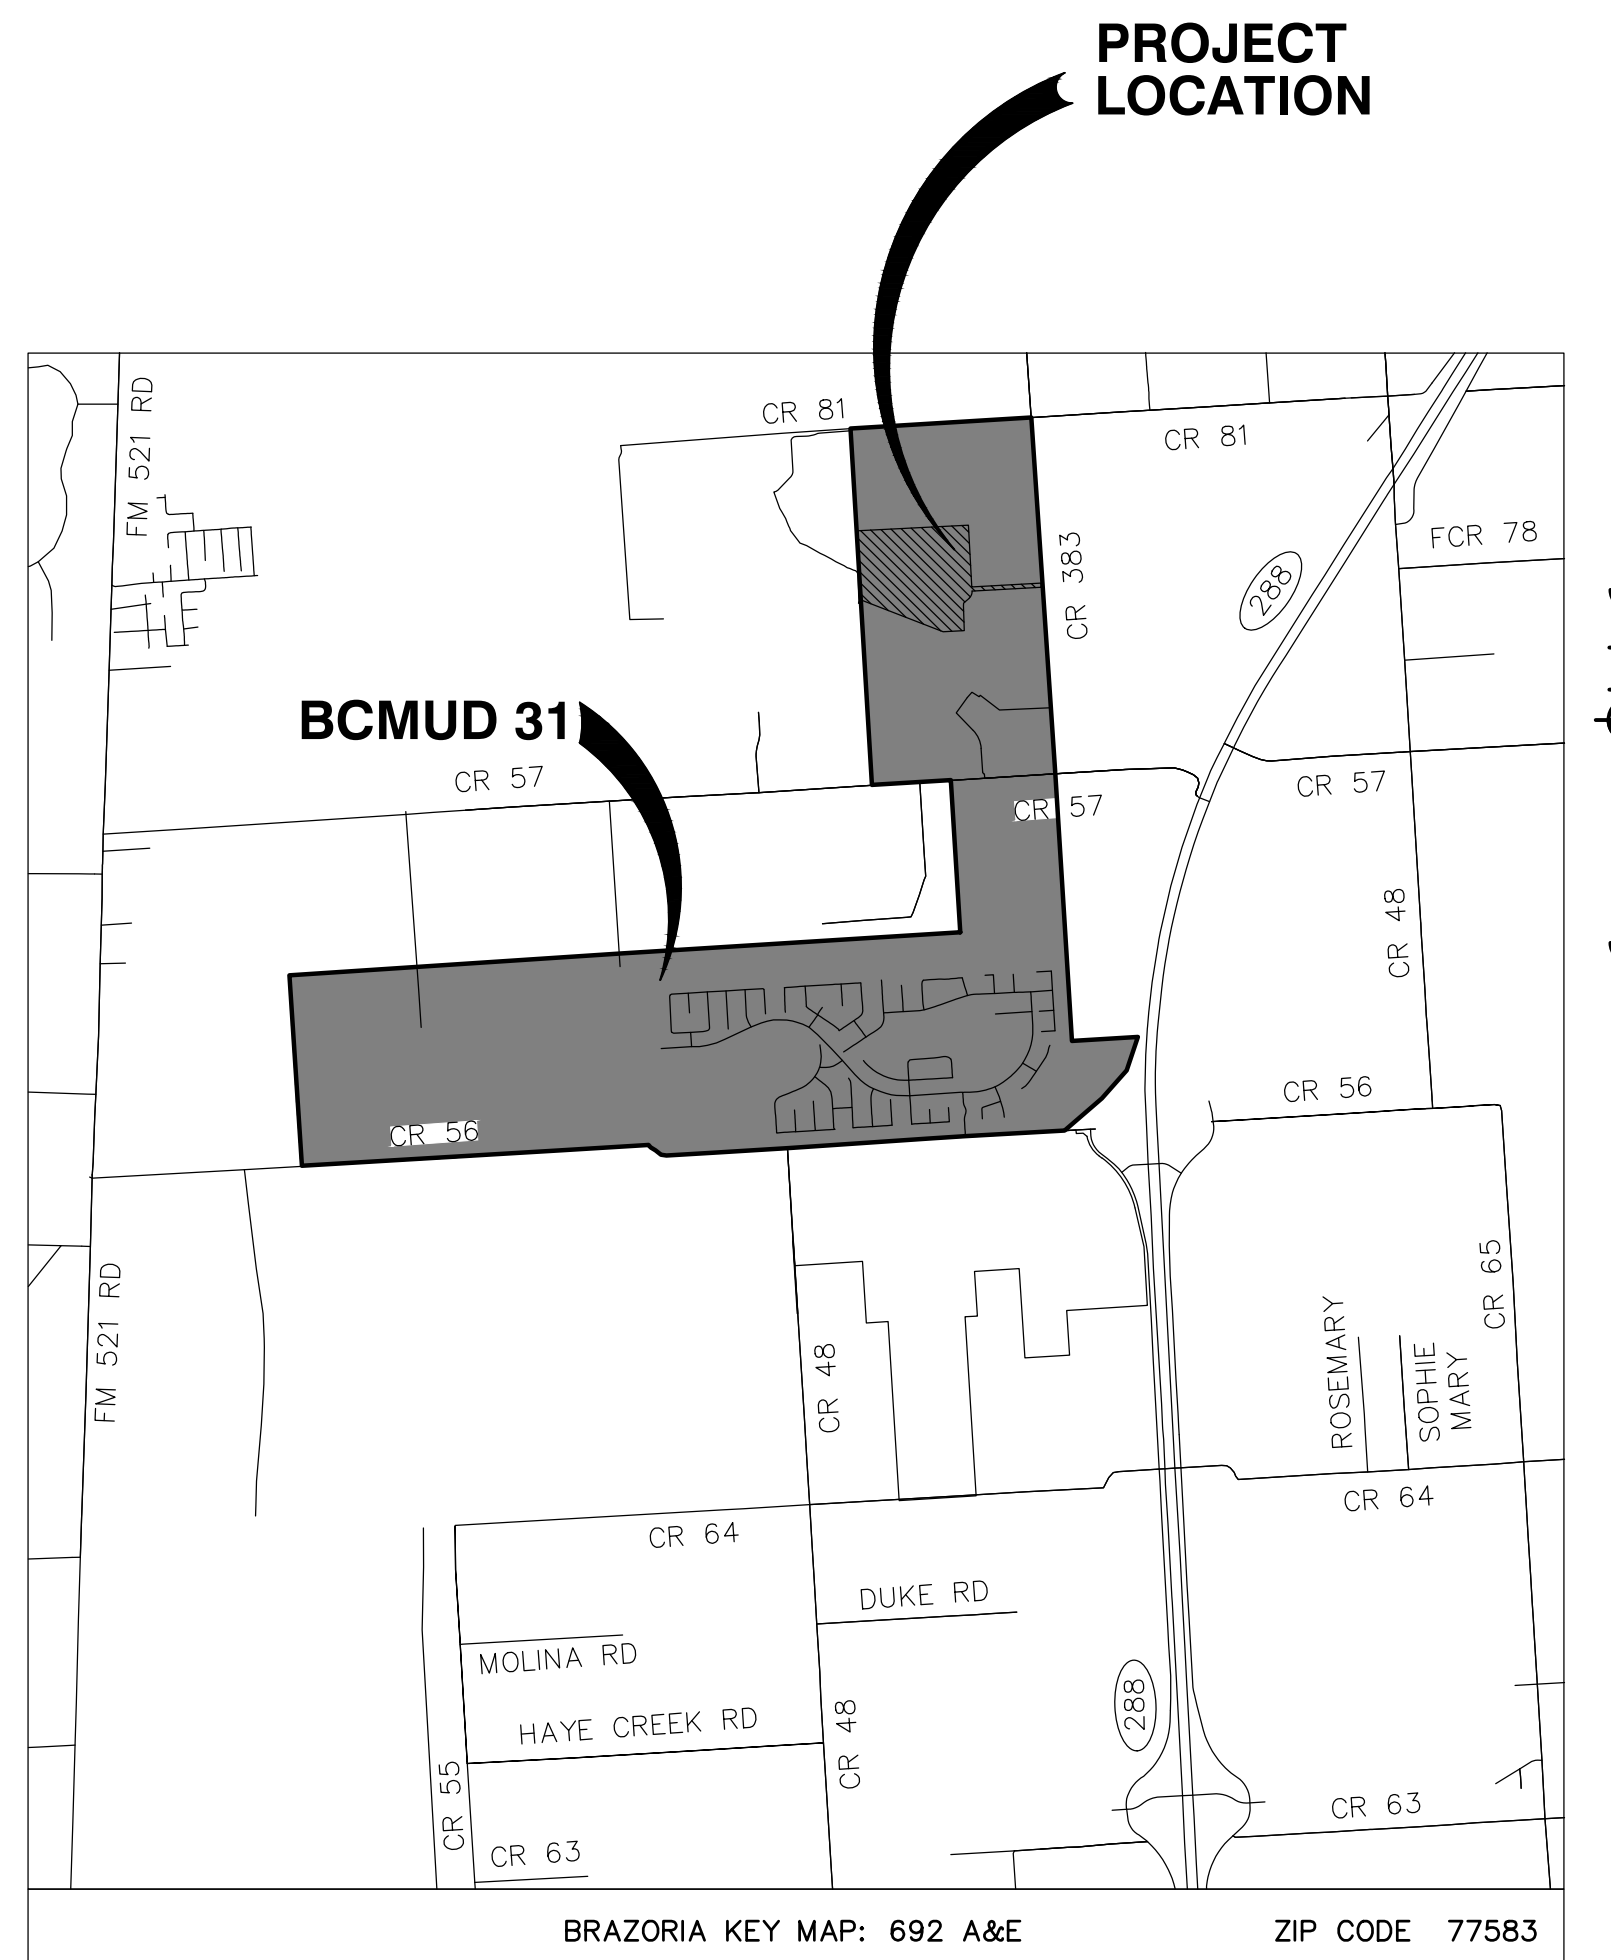 PROJECT
LOCATION
FM 521 RD
CR 81
CR 81
CR 383
FCR 78
288
BCMUD 31
CR 57
CR 57
CR 57
CR 48
CR 56
CR 56
FM 521 RD
CR 48
CR 65
ROSEMARY
SOPHIE
MARY
CR 64
CR 64
DUKE RD
MOLINA RD
HAYE CREEK RD
CR 48
288
CR 55
CR 63
CR 63
BRAZORIA KEY MAP: 692 A&E
ZIP CODE 77583